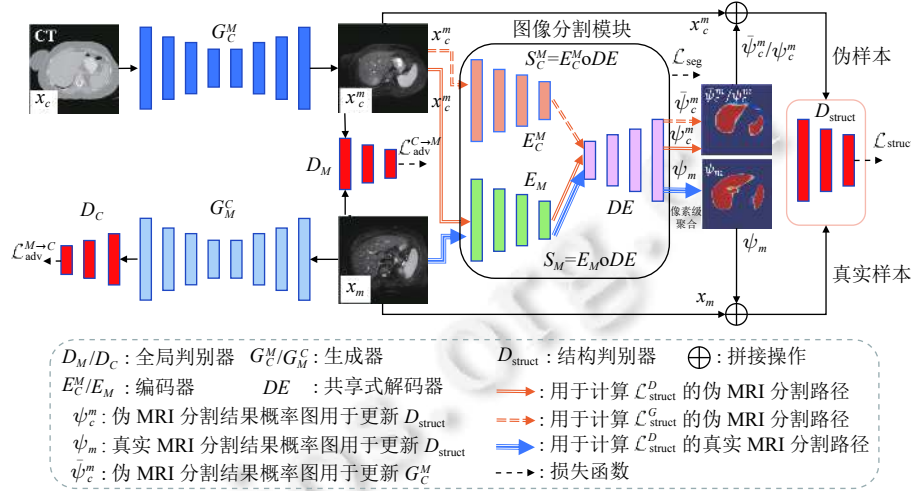 CT
x_c
G_C^M
x_c^m
x_c^m
x_c^m
图像分割模块
S_C^M=E_C^M o DE
E_C^M
L_seg
x_c^m
ψ̄_c^m/ψ_c^m
伪样本
ψ̄_c^m
ψ_c^m
ψ̄_c^m/ψ_c^m
D_struct
L_struct
D_M
L_adv^{C→M}
E_M
DE
ψ_m
ψ_m
像素级
聚合
D_C
G_M^C
L_adv^{M→C}
x_m
S_M=E_M o DE
ψ_m
真实样本
x_m
D_M/D_C : 全局判别器 G_C^M/G_M^C : 生成器 D_struct : 结构判别器 ⊕ : 拼接操作
E_C^M/E_M : 编码器 DE : 共享式解码器 : 用于计算 L_struct^D 的伪 MRI 分割路径
ψ_c^m : 伪 MRI 分割结果概率图用于更新 D_struct : 用于计算 L_struct^G 的伪 MRI 分割路径
ψ_m : 真实 MRI 分割结果概率图用于更新 D_struct : 用于计算 L_struct^D 的真实 MRI 分割路径
ψ̄_c^m : 伪 MRI 分割结果概率图用于更新 G_C^M : 损失函数